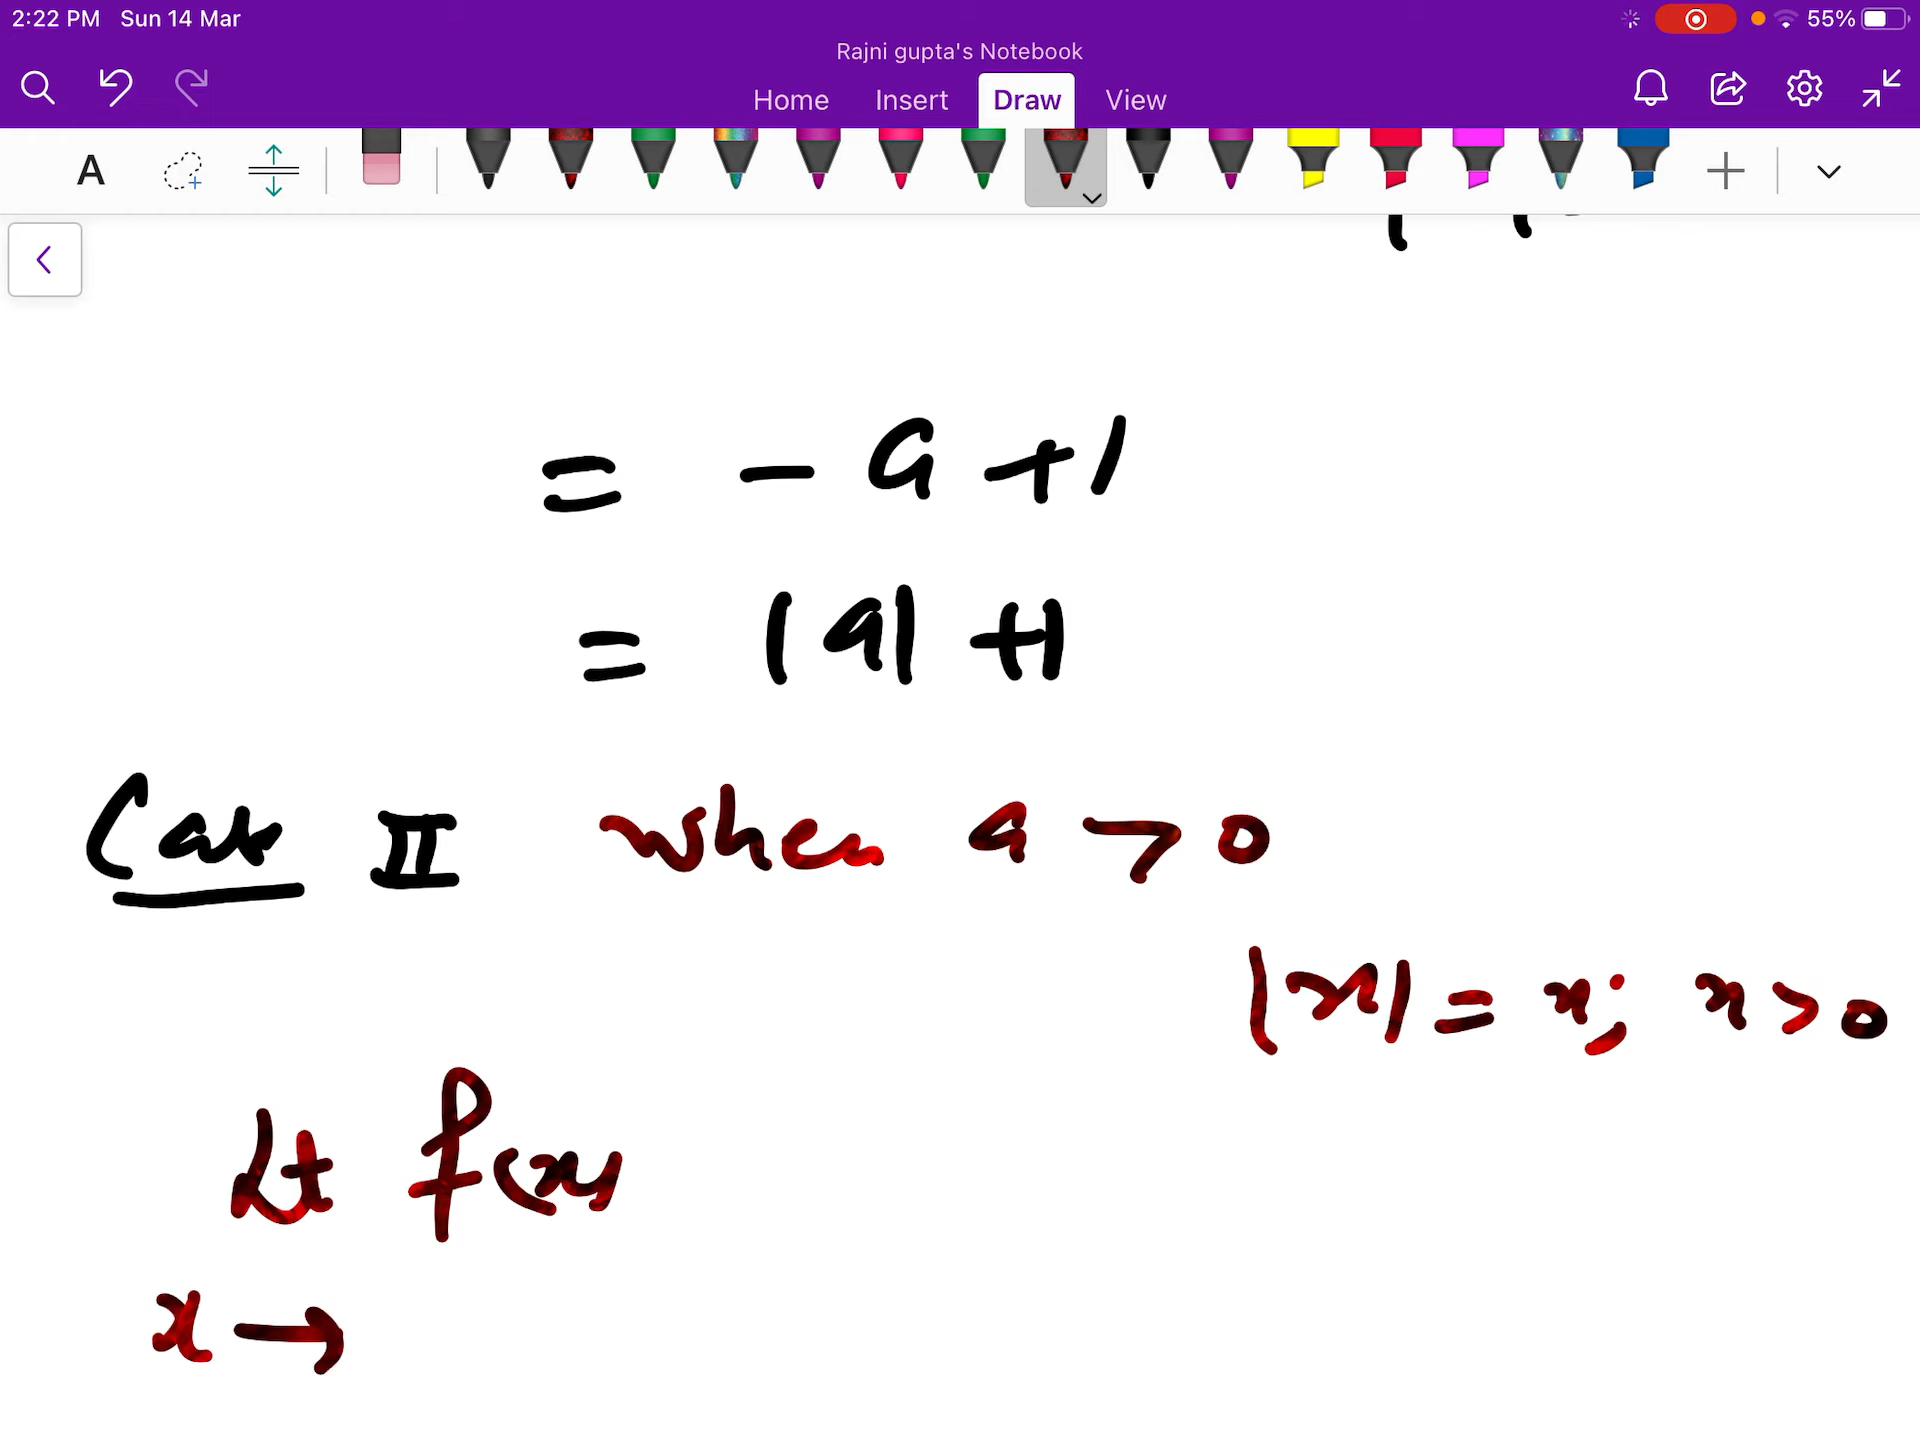 2:22 PM Sun 14 Mar
55%
Rajni gupta's Notebook
Home Insert Draw View
A
= - a + 1
= |a| + 1
Case II when a > 0
|x| = x; x > 0
Lt f(x)
x →